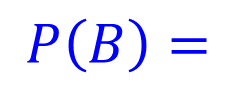 P(B) =